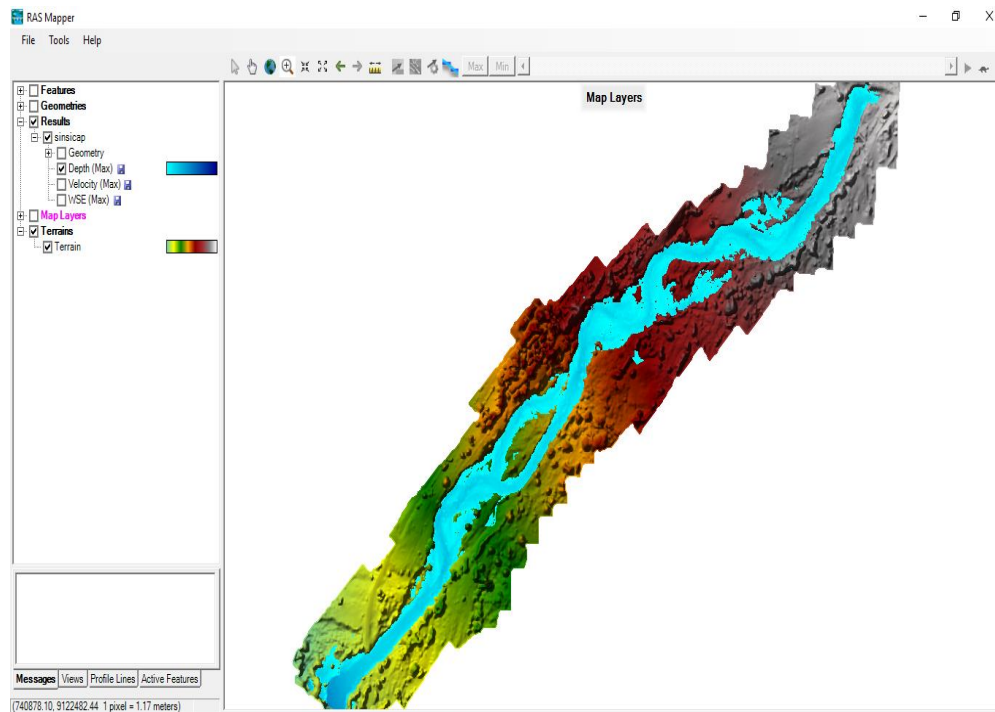 RAS Mapper
File Tools Help
Max Min
Features
Geometries
Results
sinsicap
Geometry
Depth (Max)
Velocity (Max)
WSE (Max)
Map Layers
Terrains
Terrain
Map Layers
Messages Views Profile Lines Active Features
(740878.10, 9122482.44 1 pixel = 1.17 meters)